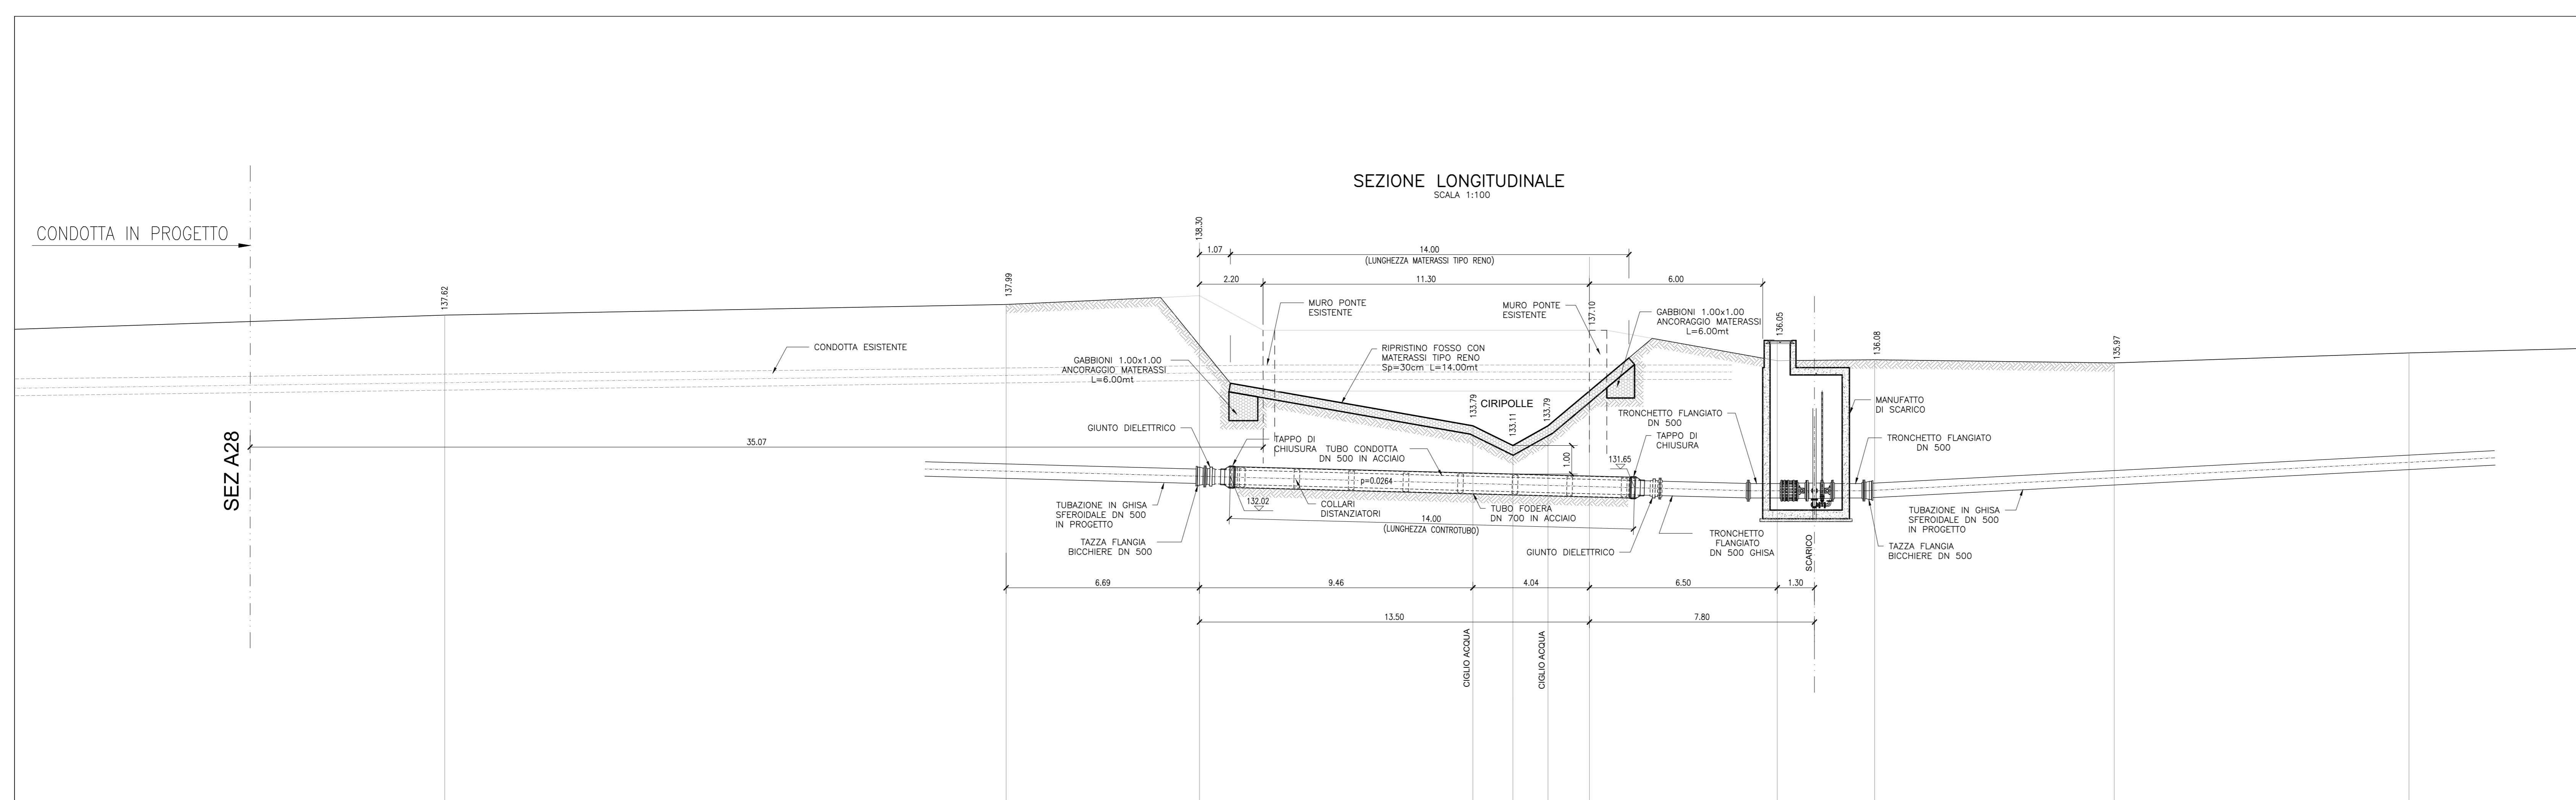 SEZIONE LONGITUDINALE
SCALA 1:100
CONDOTTA IN PROGETTO
138.30
1.07
14.00
(LUNGHEZZA MATERASSI TIPO RENO)
2.20
11.30
6.00
137.62
137.99
MURO PONTE
ESISTENTE
MURO PONTE
ESISTENTE
137.10
GABBIONI 1.00x1.00
ANCORAGGIO MATERASSI
L=6.00mt
136.05
136.08
135.97
CONDOTTA ESISTENTE
GABBIONI 1.00x1.00
ANCORAGGIO MATERASSI
L=6.00mt
RIPRISTINO FOSSO CON
MATERASSI TIPO RENO
Sp=30cm L=14.00mt
133.79
CIRIPOLLE
133.11
133.79
TRONCHETTO FLANGIATO
DN 500
MANUFATTO
DI SCARICO
SEZ A28
35.07
GIUNTO DIELETTRICO
TAPPO DI
CHIUSURA
TUBO CONDOTTA
DN 500 IN ACCIAIO
1.00
131.65
TAPPO DI
CHIUSURA
TRONCHETTO FLANGIATO
DN 500
p=0.0264
132.02
TUBAZIONE IN GHISA
SFEROIDALE DN 500
IN PROGETTO
COLLARI
DISTANZIATORI
14.00
(LUNGHEZZA CONTROTUBO)
TUBO FODERA
DN 700 IN ACCIAIO
TUBAZIONE IN GHISA
SFEROIDALE DN 500
IN PROGETTO
TAZZA FLANGIA
BICCHIERE DN 500
GIUNTO DIELETTRICO
TRONCHETTO
FLANGIATO
DN 500 GHISA
SCARICO
TAZZA FLANGIA
BICCHIERE DN 500
6.69
9.46
4.04
6.50
1.30
13.50
7.80
CIGLIO ACQUA
CIGLIO ACQUA